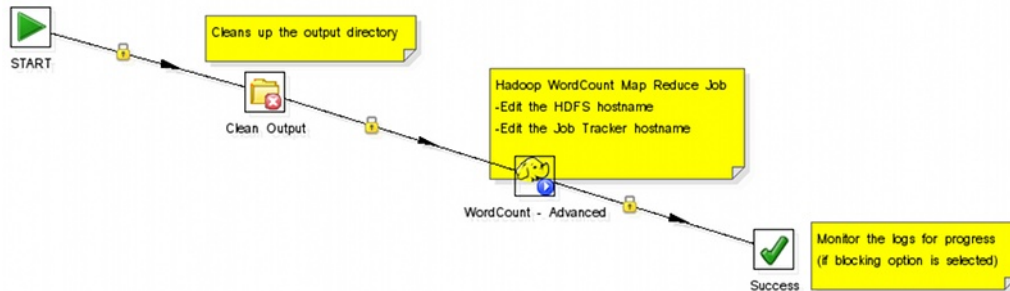 START
Cleans up the output directory
Clean Output
Hadoop WordCount Map Reduce Job
-Edit the HDFS hostname
-Edit the Job Tracker hostname
WordCount - Advanced
Success
Monitor the logs for progress
(if blocking option is selected)